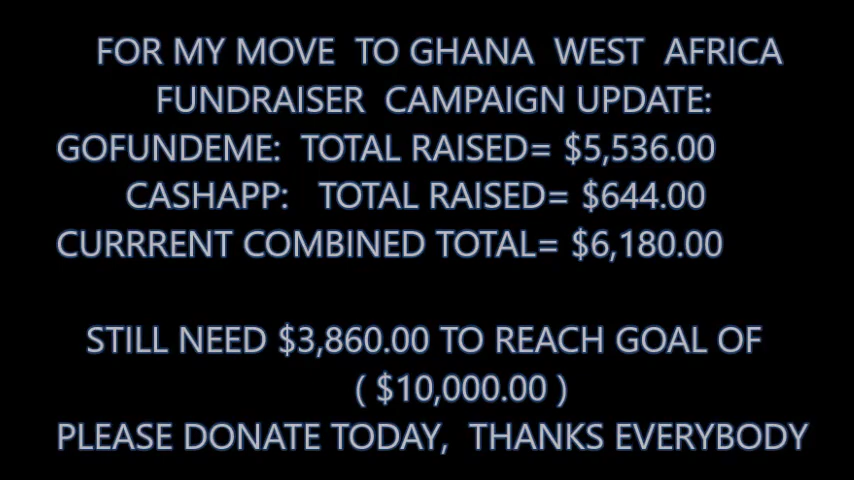 FOR MY MOVE TO GHANA WEST AFRICA
FUNDRAISER CAMPAIGN UPDATE:
GOFUNDEME: TOTAL RAISED= $5,536.00
CASHAPP: TOTAL RAISED= $644.00
CURRRENT COMBINED TOTAL= $6,180.00
STILL NEED $3,860.00 TO REACH GOAL OF
( $10,000.00 )
PLEASE DONATE TODAY, THANKS EVERYBODY